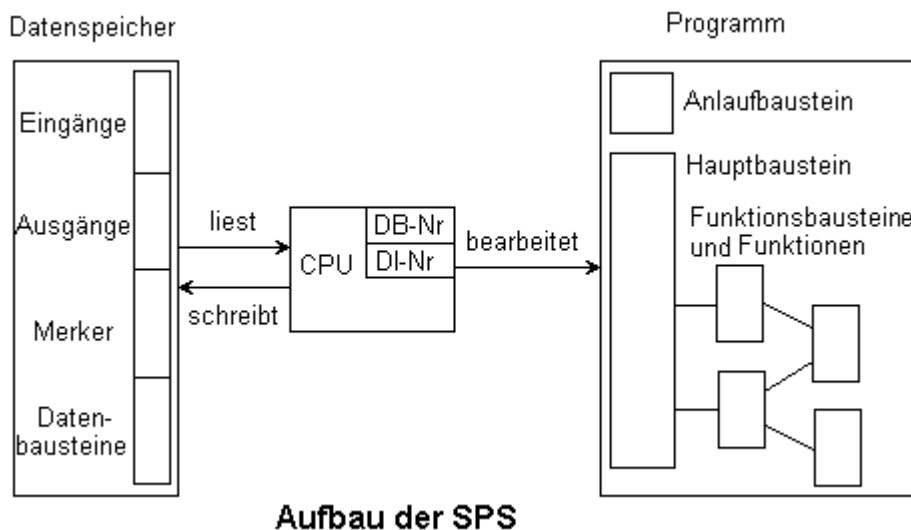 Datenspeicher
Programm
Eingänge
Ausgänge
Merker
Daten-
bausteine
liest
schreibt
CPU
DB-Nr
DI-Nr
bearbeitet
Anlaufbaustein
Hauptbaustein
Funktionsbausteine
und Funktionen
Aufbau der SPS